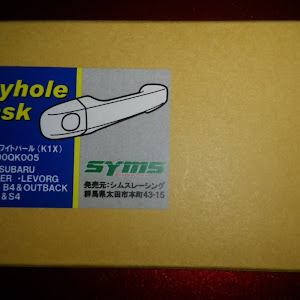 yhole
sk
ワイトパール(K1X)
00QK005
SUBARU
ER ・LEVORG
B4＆OUTBACK
＆S4
SYMS
発売元：シムスレーシング
群馬県太田市本町43-15